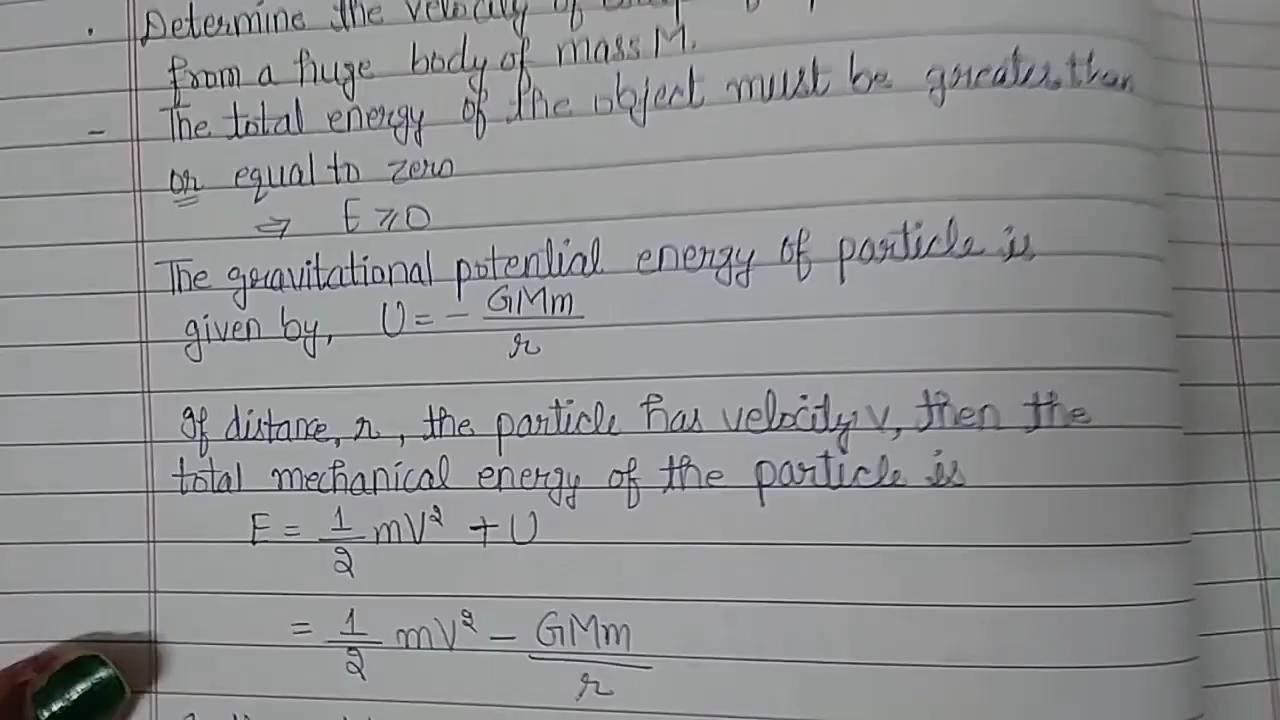 Determine the velocity of
from a huge body of mass M.
- The total energy of the object must be greater than
or equal to zero
⇒ E ≥ 0
The gravitational potential energy of particle is
given by, U = - GMm / r
If distance, r, the particle has velocity v, then the
total mechanical energy of the particle is
E = 1/2 mV² + U
= 1/2 mV² - GMm / r